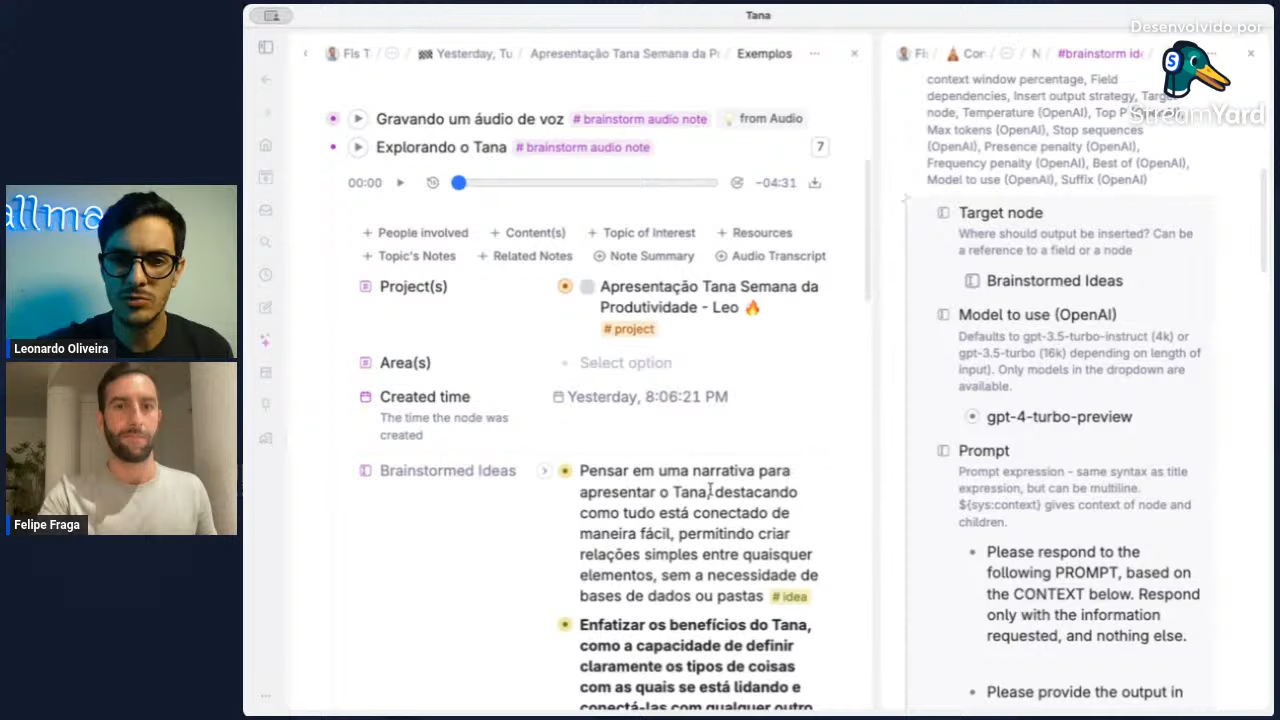 Tana
Desenvolvido por
StreamYard
Fis T
Yesterday, Tu
Apresentação Tana Semana da Pr
Exemplos
Gravando um áudio de voz # brainstorm audio note from Audio
Explorando o Tana # brainstorm audio note 7
00:00 −04:31
+ People involved + Content(s) + Topic of Interest + Resources
+ Topic's Notes + Related Notes Note Summary Audio Transcript
Project(s)
Apresentação Tana Semana da
Produtividade - Leo 🔥
# project
Area(s)
Select option
Created time
Yesterday, 8:06:21 PM
The time the node was
created
Brainstormed Ideas
Pensar em uma narrativa para
apresentar o Tana, destacando
como tudo está conectado de
maneira fácil, permitindo criar
relações simples entre quaisquer
elementos, sem a necessidade de
bases de dados ou pastas # idea
Enfatizar os benefícios do Tana,
como a capacidade de definir
claramente os tipos de coisas
com as quais se está lidando e
conectá-las com qualquer outro
Fi / Cor / N / #brainstorm ide
context window percentage, Field
dependencies, Insert output strategy, Target
node, Temperature (OpenAI), Top P
Max tokens (OpenAI), Stop sequences
(OpenAI), Presence penalty (OpenAI),
Frequency penalty (OpenAI), Best of (OpenAI),
Model to use (OpenAI), Suffix (OpenAI)
Target node
Where should output be inserted? Can be
a reference to a field or a node
Brainstormed Ideas
Model to use (OpenAI)
Defaults to gpt-3.5-turbo-instruct (4k) or
gpt-3.5-turbo (16k) depending on length of
input). Only models in the dropdown are
available.
gpt-4-turbo-preview
Prompt
Prompt expression - same syntax as title
expression, but can be multiline.
${sys:context} gives context of node and
children.
Please respond to the
following PROMPT, based on
the CONTEXT below. Respond
only with the information
requested, and nothing else.
Please provide the output in
allma
Leonardo Oliveira
Felipe Fraga